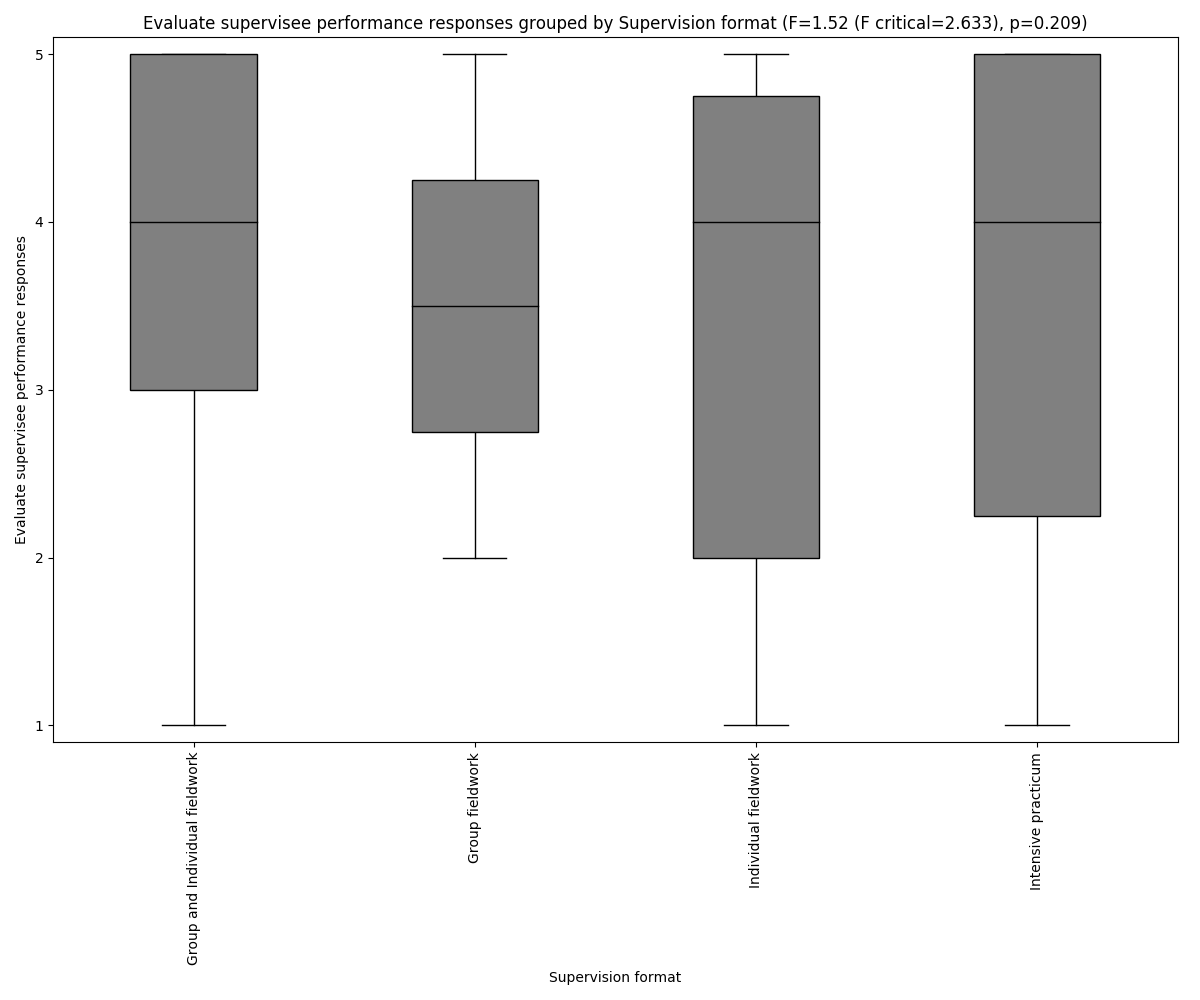 Evaluate supervisee performance responses grouped by Supervision format (F=1.52 (F critical=2.633), p=0.209)
Evaluate supervisee performance responses
5
4
3
2
1
Group and Individual fieldwork
Group fieldwork
Individual fieldwork
Intensive practicum
Supervision format